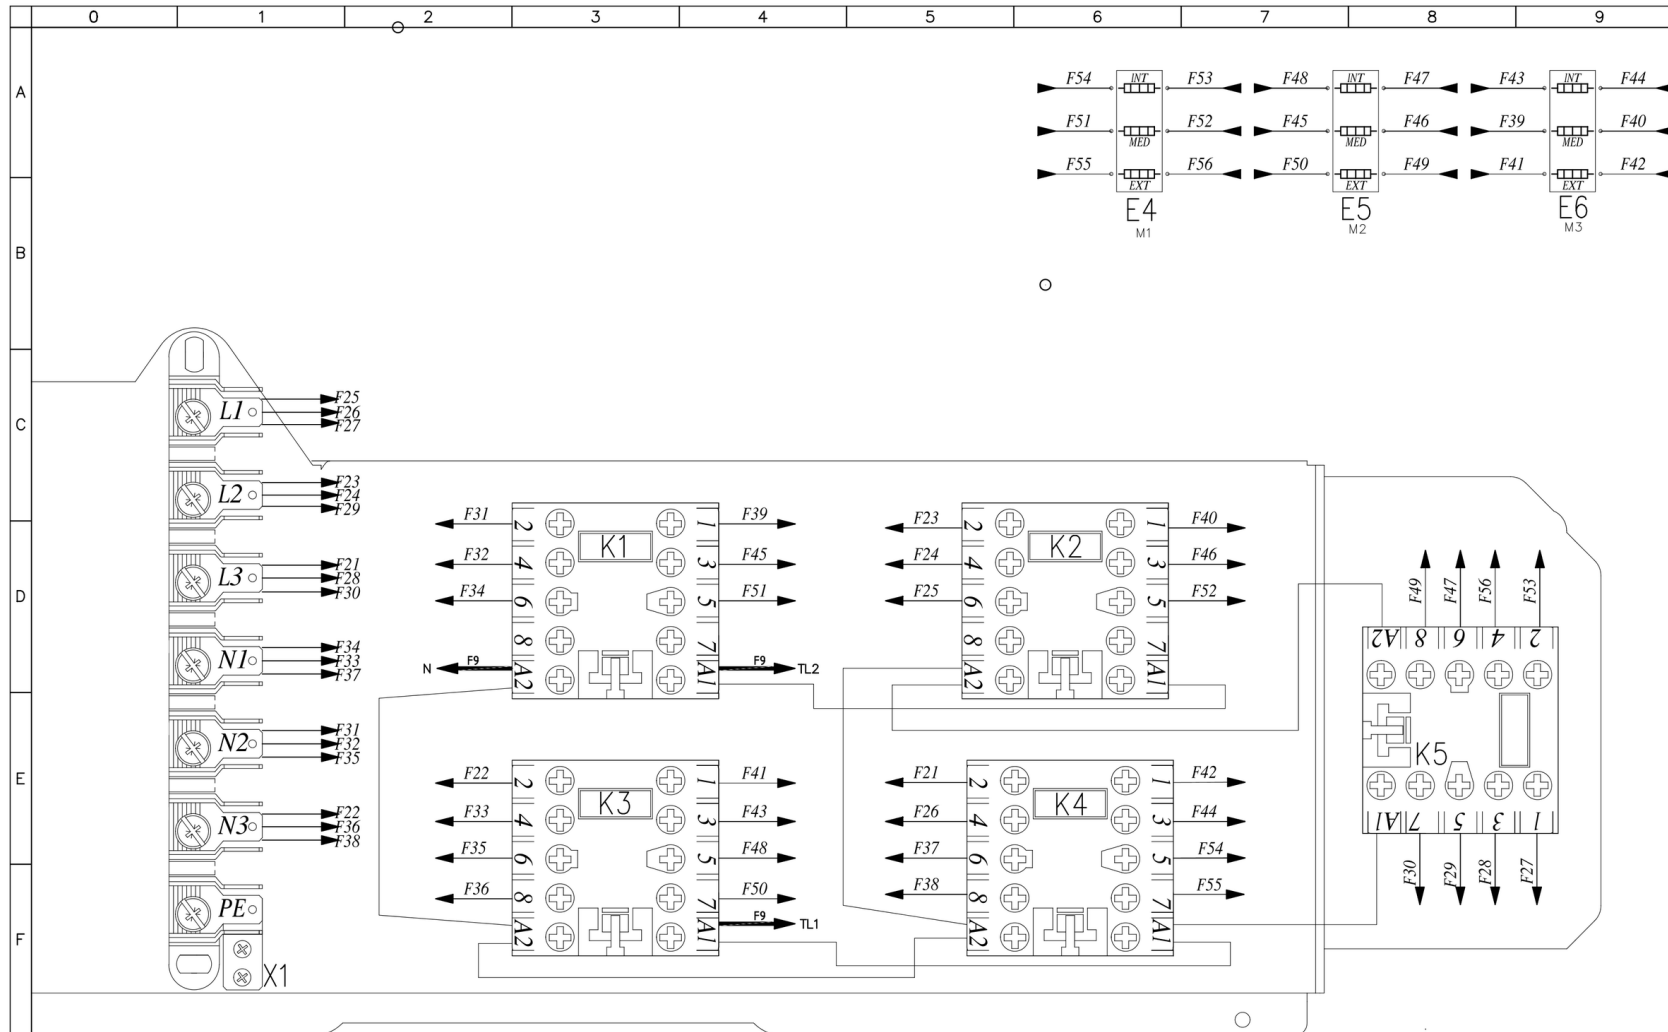 0 1 2 3 4 5 6 7 8 9
A
F54 INT F53 F48 INT F47 F43 INT F44
F51 MED F52 F45 MED F46 F39 MED F40
F55 EXT F56 F50 EXT F49 F41 EXT F42
E4 E5 E6
M1 M2 M3
B
C
L1 F25
F26
F27
L2 F23
F24
F29
D
L3 F21
F28
F30
N1 F34
F33
F37
E
N2 F31
F32
F35
N3 F22
F36
F38
F
PE
X1
F31 2 K1 1 F39
F32 4 3 F45
F34 6 5 F51
8 7
N F9 A2 A1 F9 TL2
F23 2 K2 1 F40
F24 4 3 F46
F25 6 5 F52
8 7
A2 A1
F22 2 K3 1 F41
F33 4 3 F43
F35 6 5 F48
F36 8 7 F50
A2 A1 F9 TL1
F21 2 K4 1 F42
F26 4 3 F44
F37 6 5 F54
F38 8 7 F55
A2 A1
F49 F47 F56 F53
A2 8 6 4 2
K5
A1 7 5 3 1
F30 F29 F28 F27